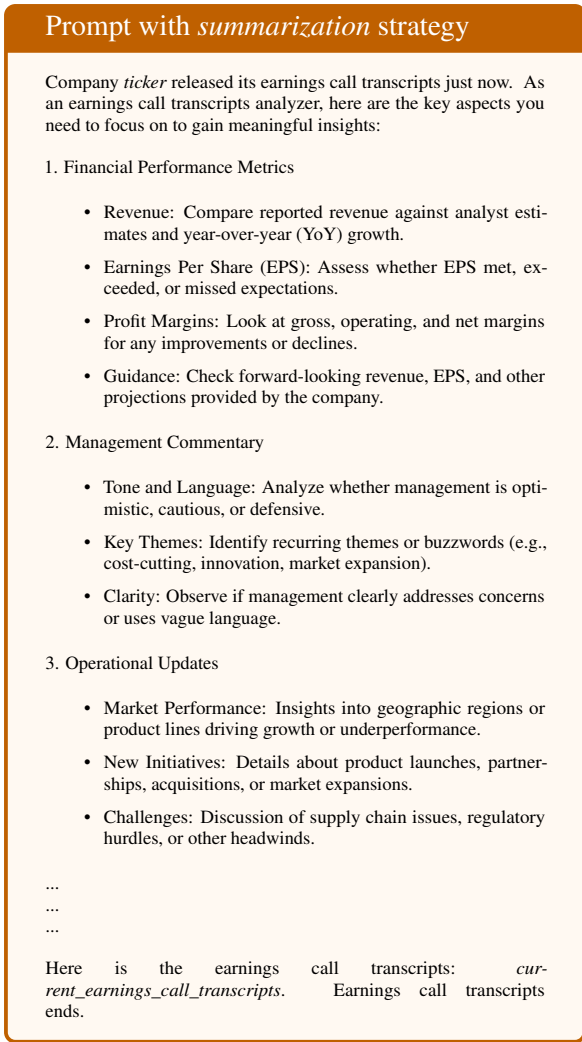 Prompt with summarization strategy
Company ticker released its earnings call transcripts just now. As
an earnings call transcripts analyzer, here are the key aspects you
need to focus on to gain meaningful insights:
1. Financial Performance Metrics
• Revenue: Compare reported revenue against analyst esti-
mates and year-over-year (YoY) growth.
• Earnings Per Share (EPS): Assess whether EPS met, ex-
ceeded, or missed expectations.
• Profit Margins: Look at gross, operating, and net margins
for any improvements or declines.
• Guidance: Check forward-looking revenue, EPS, and other
projections provided by the company.
2. Management Commentary
• Tone and Language: Analyze whether management is opti-
mistic, cautious, or defensive.
• Key Themes: Identify recurring themes or buzzwords (e.g.,
cost-cutting, innovation, market expansion).
• Clarity: Observe if management clearly addresses concerns
or uses vague language.
3. Operational Updates
• Market Performance: Insights into geographic regions or
product lines driving growth or underperformance.
• New Initiatives: Details about product launches, partner-
ships, acquisitions, or market expansions.
• Challenges: Discussion of supply chain issues, regulatory
hurdles, or other headwinds.
...
...
...
Here is the earnings call transcripts: cur-
rent_earnings_call_transcripts. Earnings call transcripts
ends.